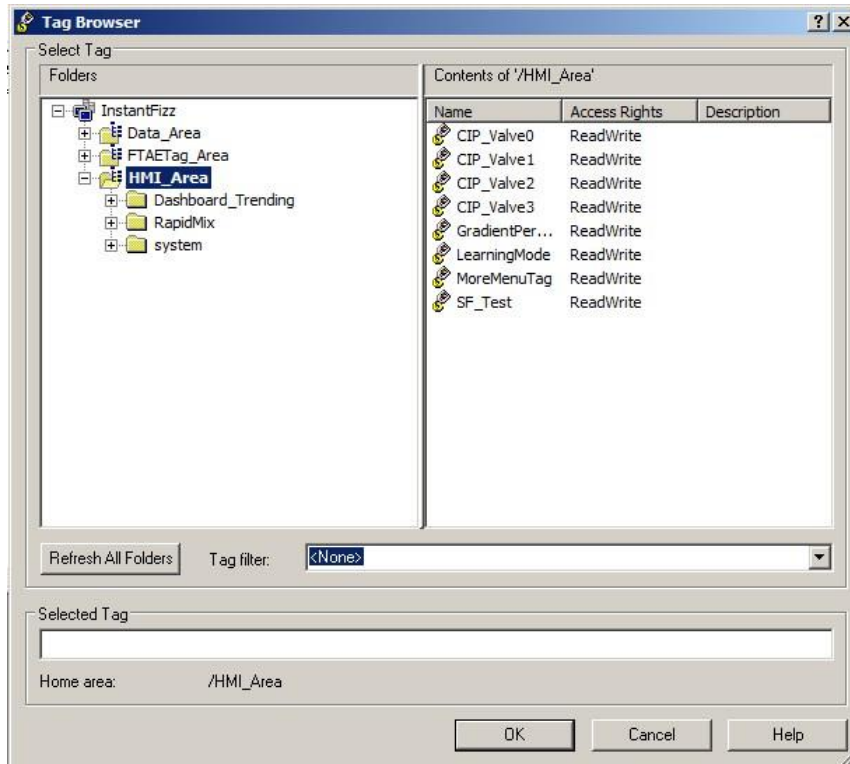 Tag Browser
Select Tag
Folders
InstantFizz
Data_Area
FTAETag_Area
HMI_Area
Dashboard_Trending
RapidMix
system
Contents of '/HMI_Area'
Name Access Rights Description
CIP_Valve0 ReadWrite
CIP_Valve1 ReadWrite
CIP_Valve2 ReadWrite
CIP_Valve3 ReadWrite
GradientPer... ReadWrite
LearningMode ReadWrite
MoreMenuTag ReadWrite
SF_Test ReadWrite
Refresh All Folders Tag filter: <None>
Selected Tag
Home area: /HMI_Area
OK Cancel Help